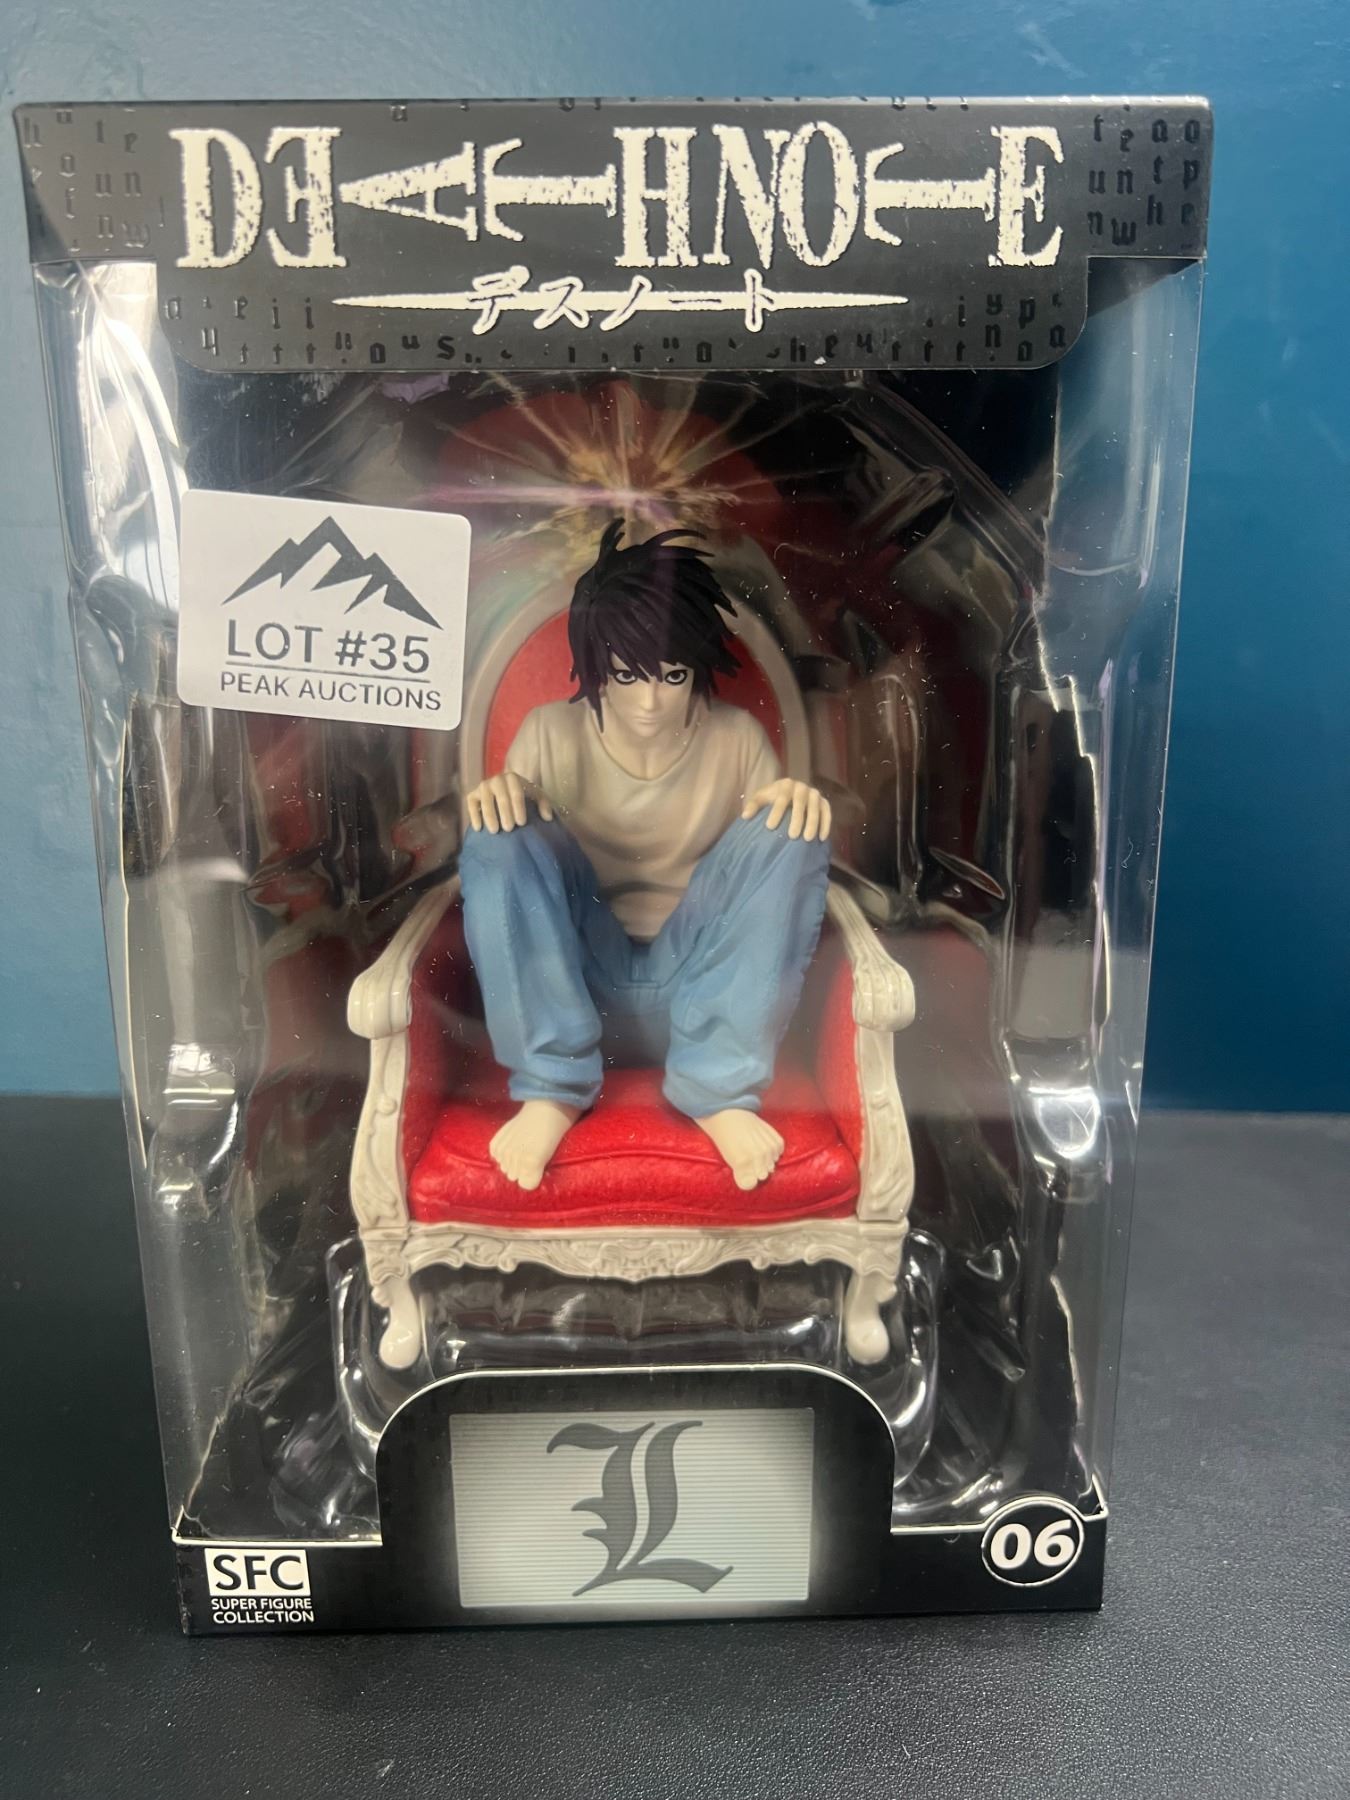 DEATH NOTE
デスノート
LOT #35
PEAK AUCTIONS
L
06
SFC
SUPER FIGURE
COLLECTION